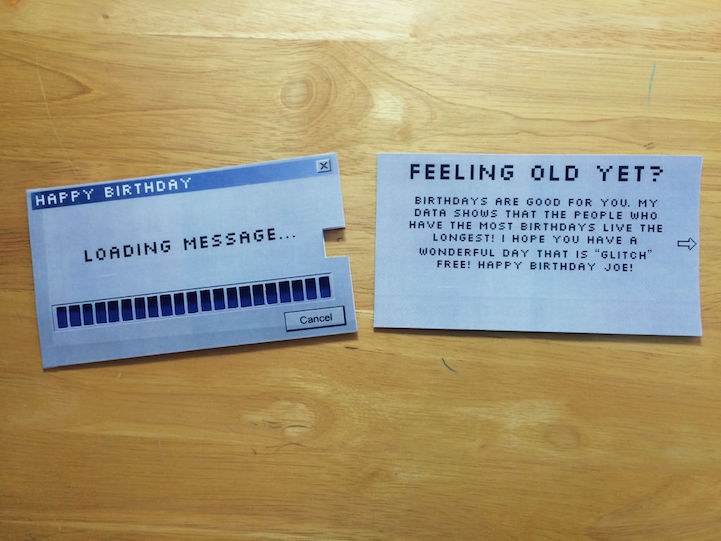 HAPPY BIRTHDAY
LOADING MESSAGE...
Cancel
FEELING OLD YET?
BIRTHDAYS ARE GOOD FOR YOU. MY
DATA SHOWS THAT THE PEOPLE WHO
HAVE THE MOST BIRTHDAYS LIVE THE
LONGEST! I HOPE YOU HAVE A
WONDERFUL DAY THAT IS “GLITCH”
FREE! HAPPY BIRTHDAY JOE!